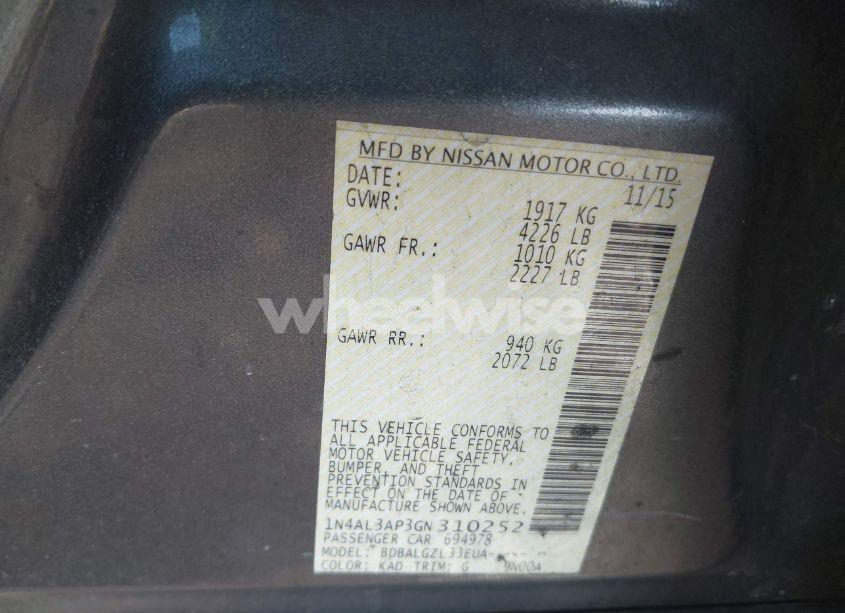 MFD BY NISSAN MOTOR CO., LTD.
DATE: 11/15
GVWR: 1917 KG
4226 LB
GAWR FR.: 1010 KG
2227 LB
wheelwise
GAWR RR.: 940 KG
2072 LB
THIS VEHICLE CONFORMS TO
ALL APPLICABLE FEDERAL
MOTOR VEHICLE SAFETY,
BUMPER, AND THEFT
PREVENTION STANDARDS IN
EFFECT ON THE DATE OF
MANUFACTURE SHOWN ABOVE.
1N4AL3AP3GN310252
PASSENGER CAR 694978
MODEL: BDBALGZL33EUA-
COLOR: KAD TRIM: G 9N00A